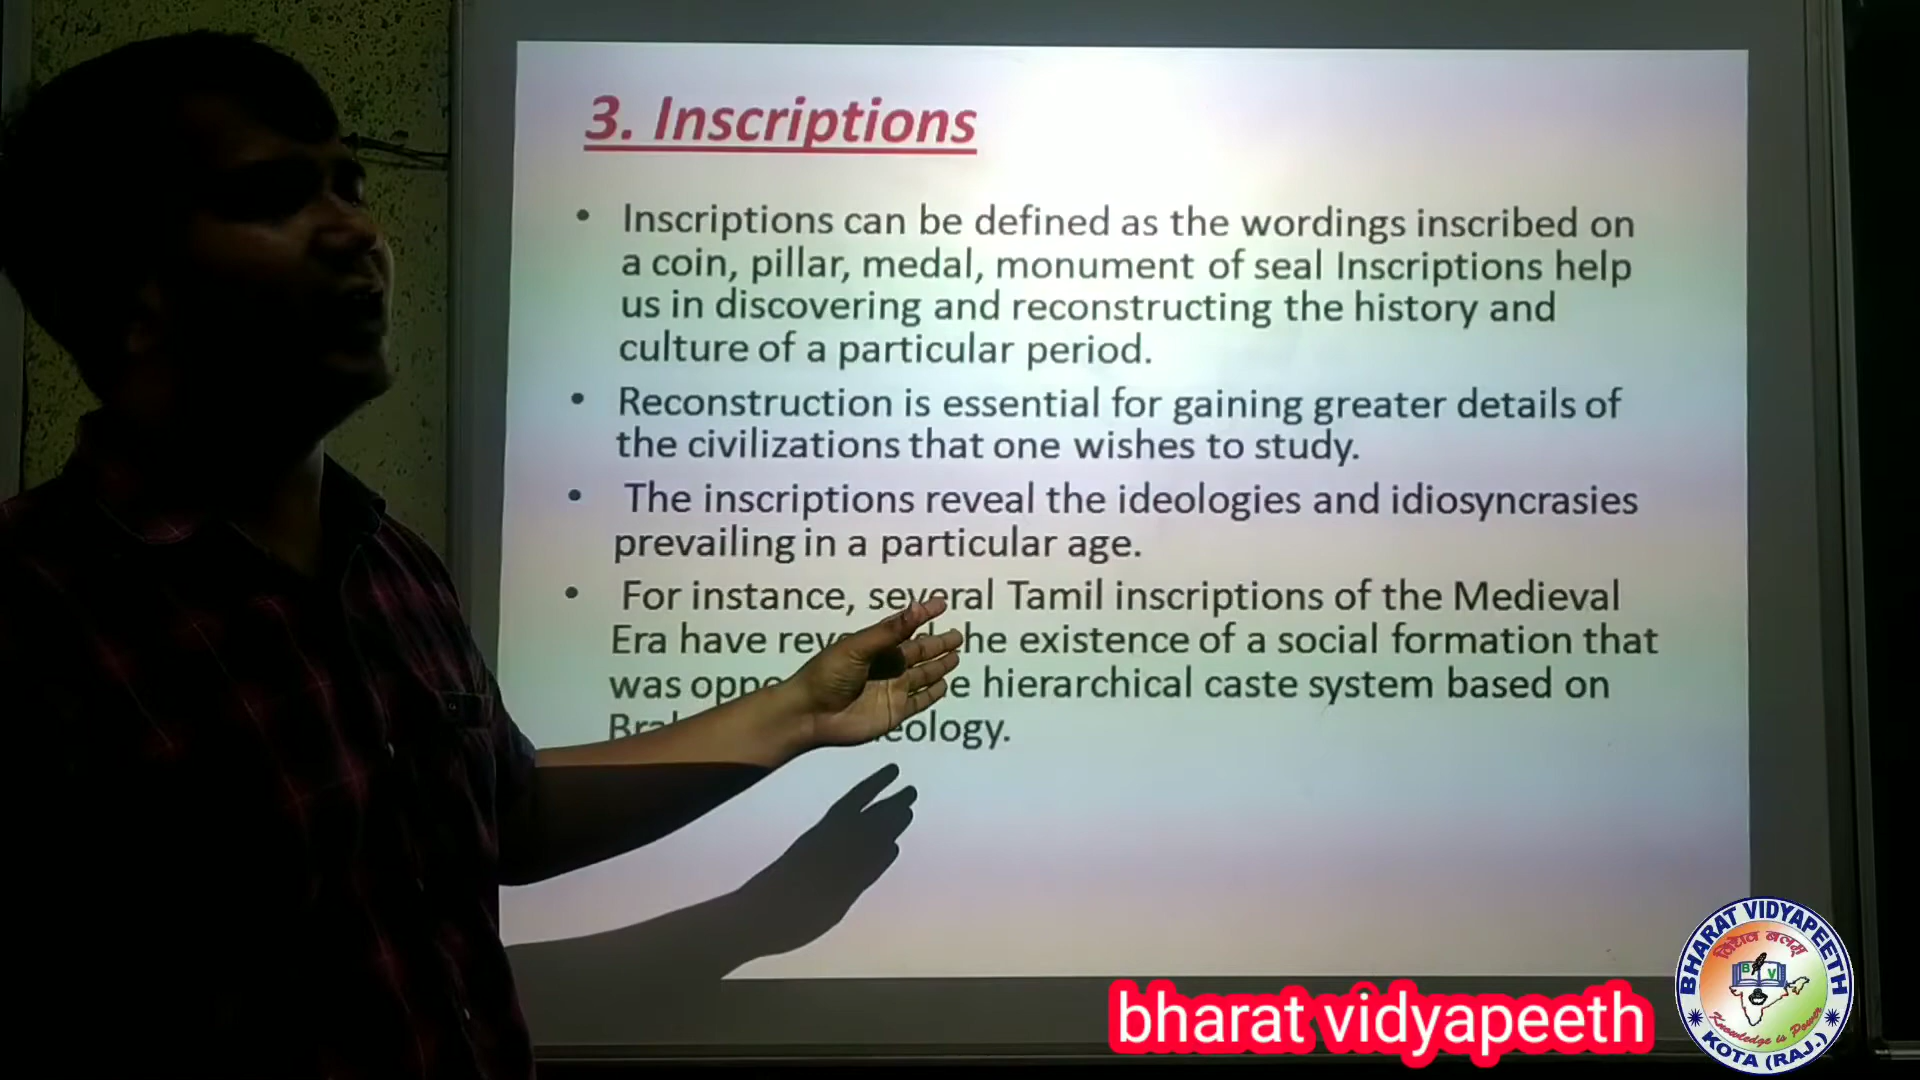 3. Inscriptions
• Inscriptions can be defined as the wordings inscribed on
a coin, pillar, medal, monument of seal Inscriptions help
us in discovering and reconstructing the history and
culture of a particular period.
• Reconstruction is essential for gaining greater details of
the civilizations that one wishes to study.
• The inscriptions reveal the ideologies and idiosyncrasies
prevailing in a particular age.
• For instance, several Tamil inscriptions of the Medieval
Era have existence of a social formation that
was hierarchical caste system based on
bharat vidyapeeth
BHARAT VIDYAPEETH
B V
Knowledge is Power
KOTA (RAJ.)